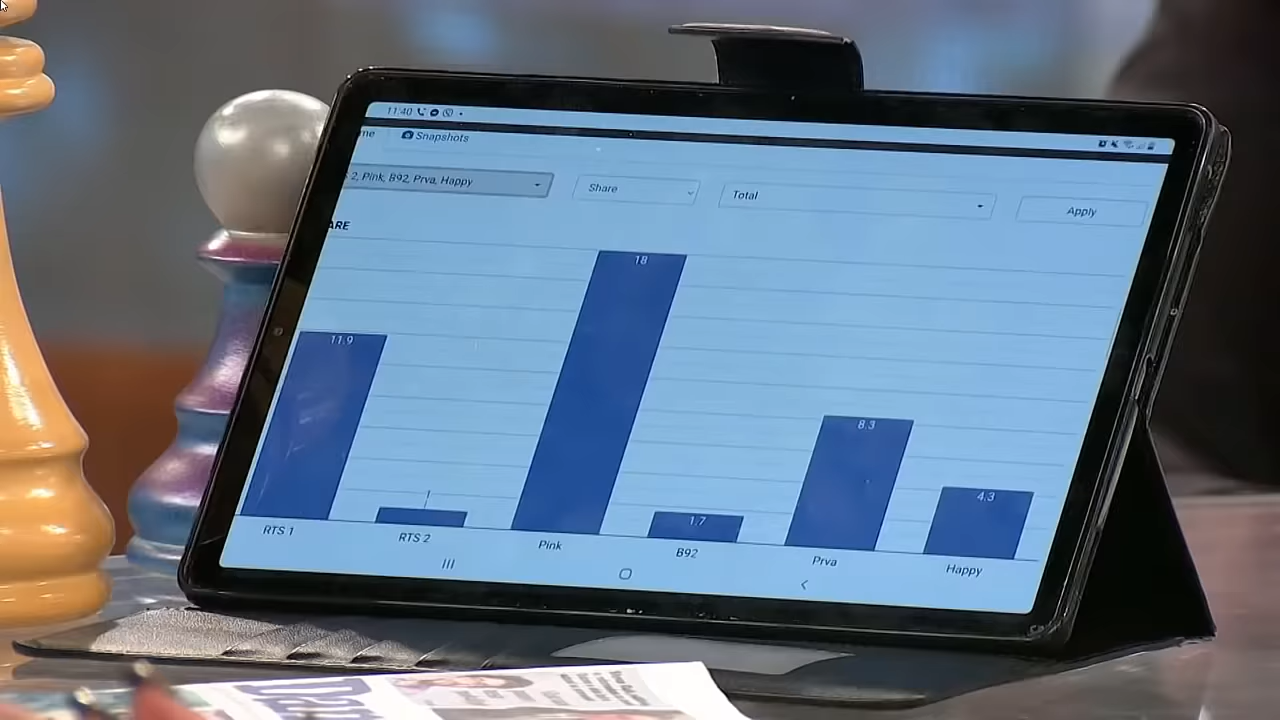 11:40
ne Snapshots
2, Pink, B92, Prva, Happy
Share
Total
Apply
ARE
18
11.9
8.3
4.3
1.7
RTS 1
RTS 2
Pink
B92
Prva
Happy